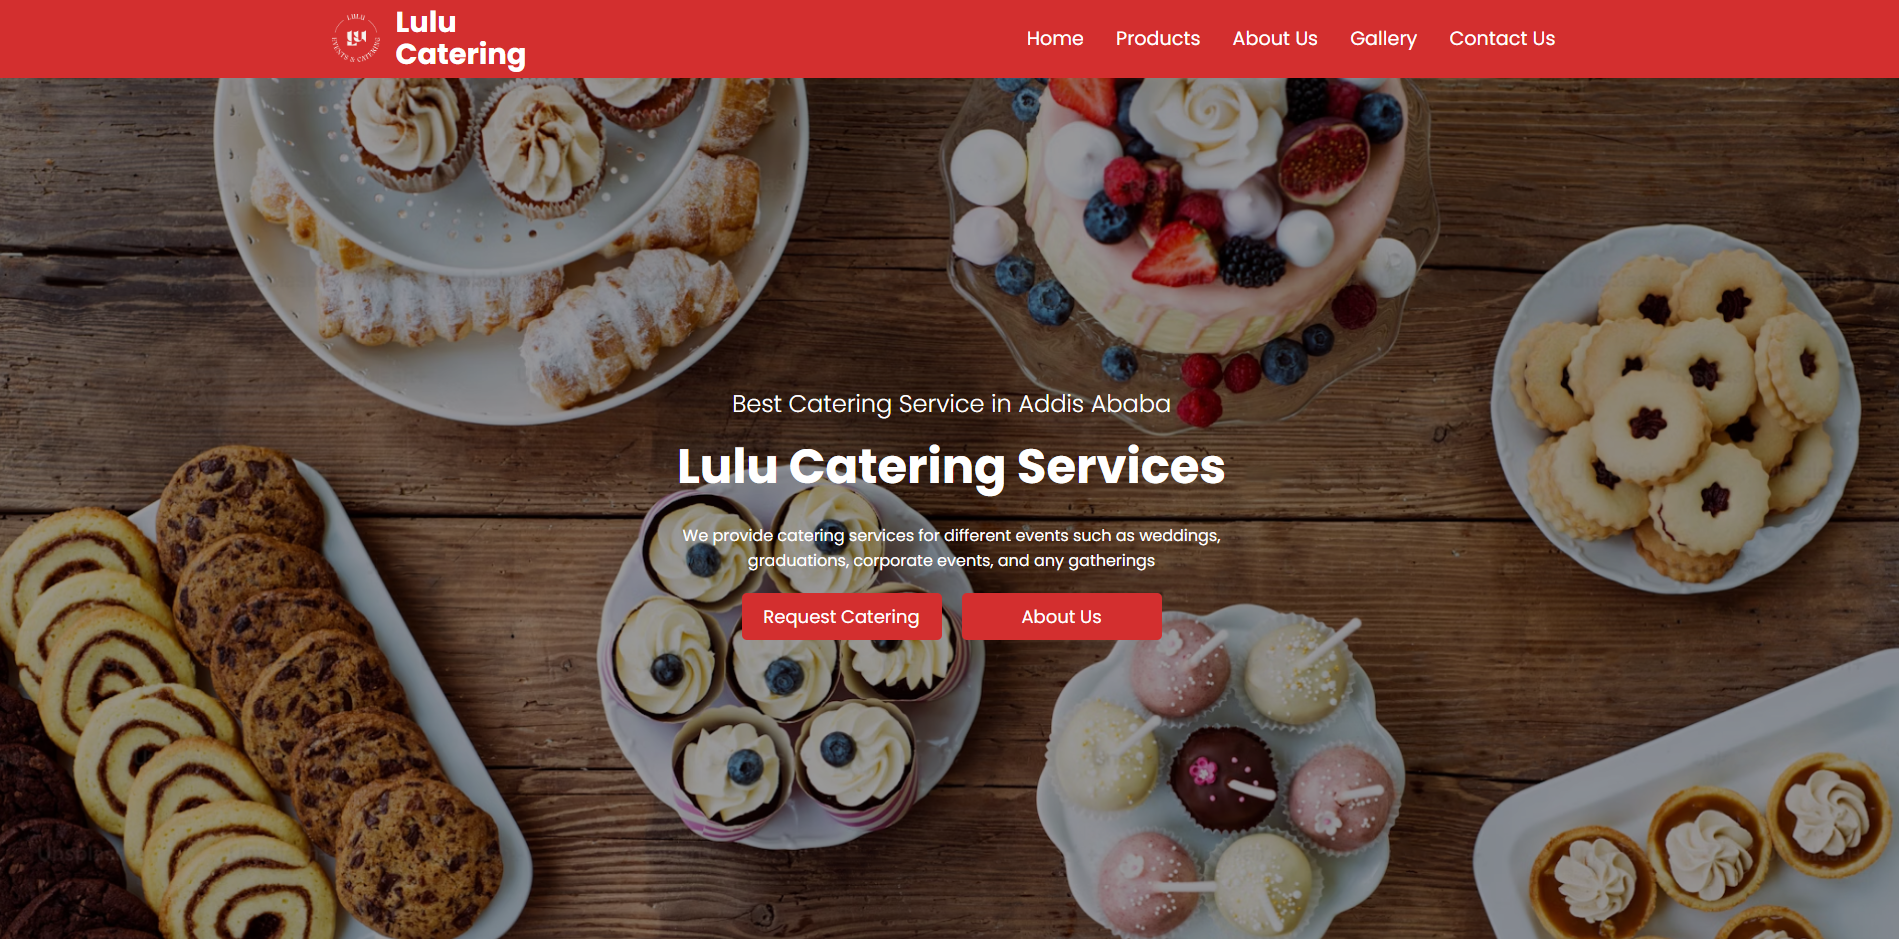 LULU
EVENTS & CATERING
Lulu
Catering
Home
Products
About Us
Gallery
Contact Us
Best Catering Service in Addis Ababa
Lulu Catering Services
We provide catering services for different events such as weddings,
graduations, corporate events, and any gatherings
Request Catering
About Us